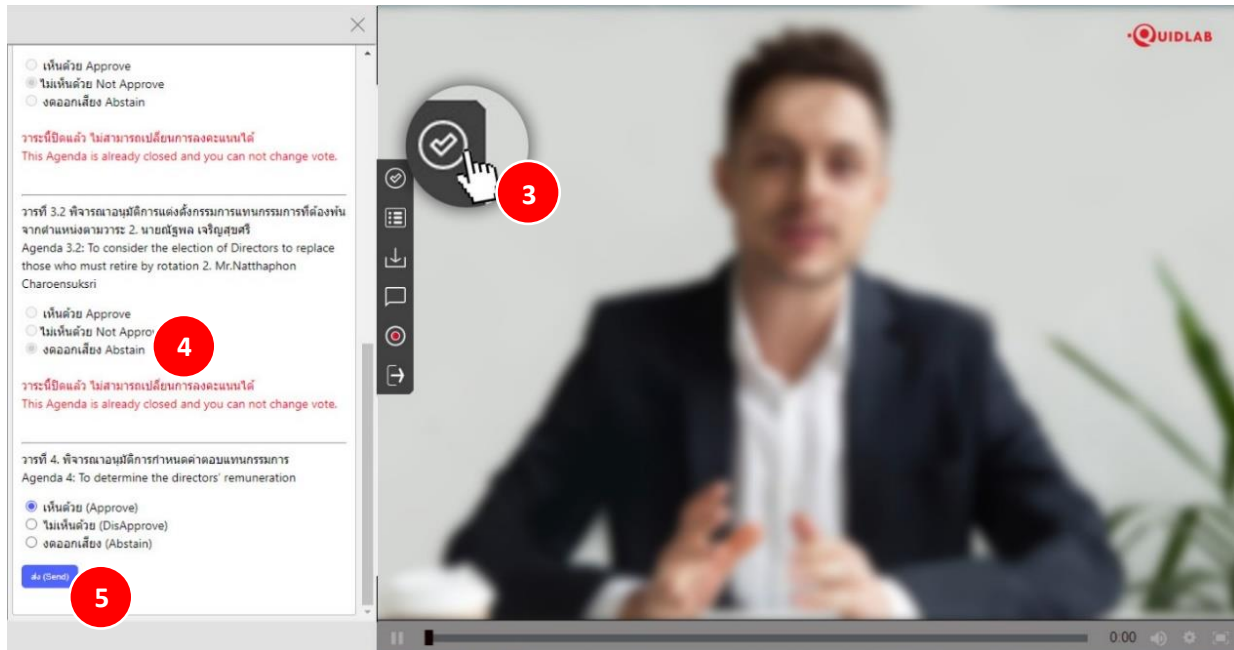 QUIDLAB
เห็นด้วย Approve
ไม่เห็นด้วย Not Approve
งดออกเสียง Abstain
วาระนี้ปิดแล้ว ไม่สามารถเปลี่ยนการลงคะแนนได้
This Agenda is already closed and you can not change vote.
วารที่ 3.2 พิจารณาอนุมัติการแต่งตั้งกรรมการแทนกรรมการที่ต้องพ้น
จากตำแหน่งตามวาระ 2. นายณัฐพล เจริญสุขศรี
Agenda 3.2: To consider the election of Directors to replace
those who must retire by rotation 2. Mr.Natthaphon
Charoensuksri
เห็นด้วย Approve
ไม่เห็นด้วย Not Approv
งดออกเสียง Abstain
วาระนี้ปิดแล้ว ไม่สามารถเปลี่ยนการลงคะแนนได้
This Agenda is already closed and you can not change vote.
วารที่ 4. พิจารณาอนุมัติการกำหนดค่าตอบแทนกรรมการ
Agenda 4: To determine the directors' remuneration
เห็นด้วย (Approve)
ไม่เห็นด้วย (DisApprove)
งดออกเสียง (Abstain)
ส่ง (Send)
3
4
5
0:00